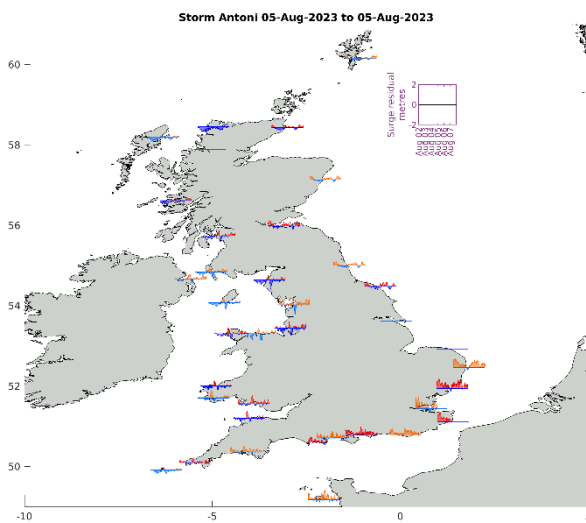 Storm Antoni 05-Aug-2023 to 05-Aug-2023
60
58
56
54
52
50
-10
-5
0
Surge residual
metres
2
0
-2
Aug 03
Aug 04
Aug 05
Aug 06
Aug 07